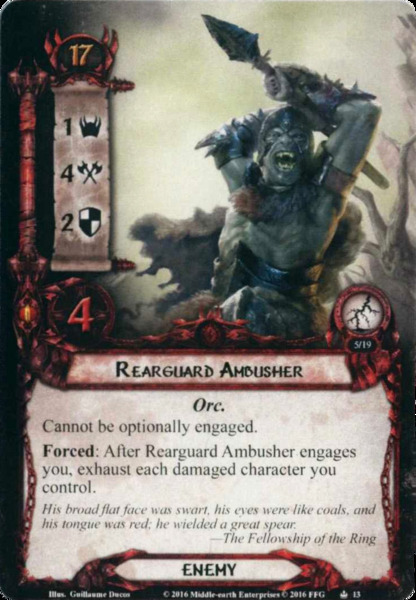 17
1
4
2
4
5/19
Rearguard Ambusher
Orc.
Cannot be optionally engaged.
Forced: After Rearguard Ambusher engages
you, exhaust each damaged character you
control.
His broad flat face was swart, his eyes were like coals, and
his tongue was red; he wielded a great spear.
—The Fellowship of the Ring
ENEMY
Illus. Guillaume Ducos © 2016 Middle-earth Enterprises © 2016 FFG 13